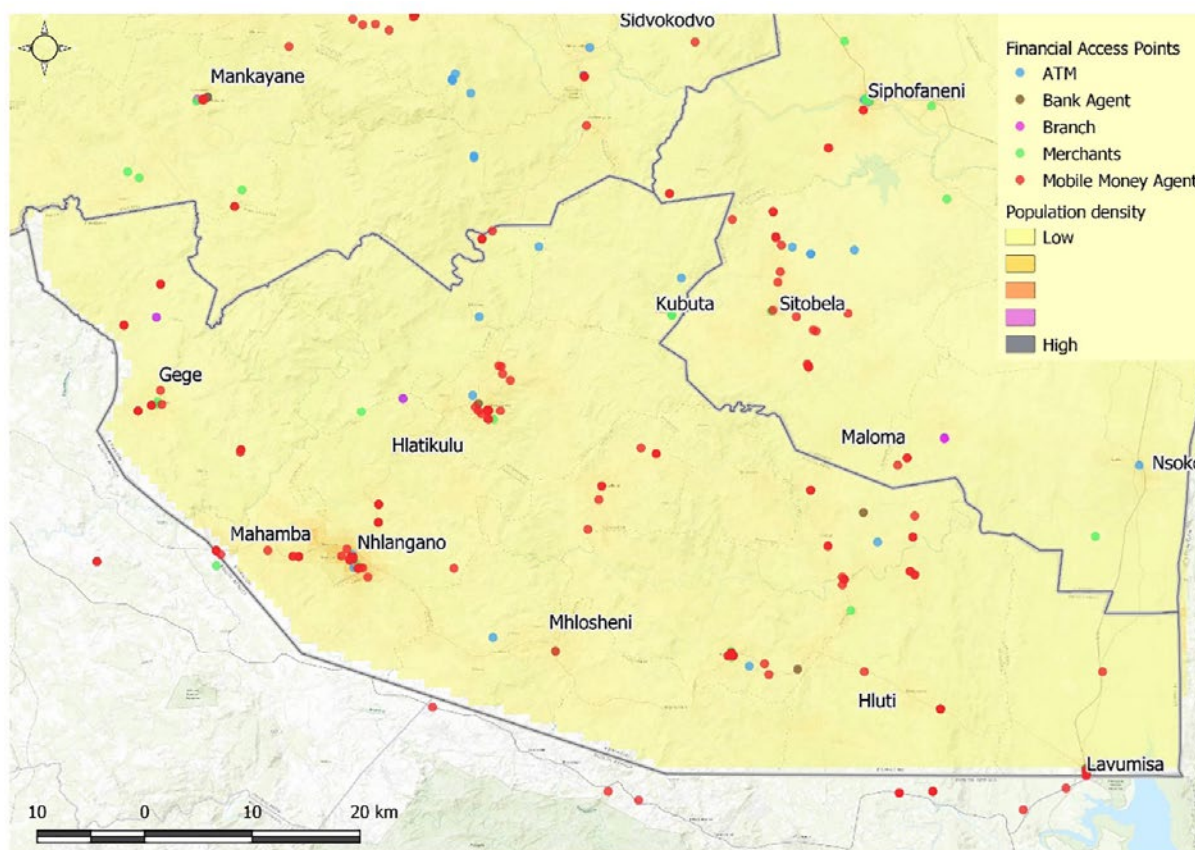 Sidvokodvo
Mankayane
Siphofaneni
Financial Access Points
ATM
Bank Agent
Branch
Merchants
Mobile Money Agent
Population density
Low
High
Kubuta
Sitobela
Gege
Hlatikulu
Maloma
Nsoko
Mahamba
Nhlangano
Mhlosheni
Hluti
Lavumisa
10 0 10 20 km